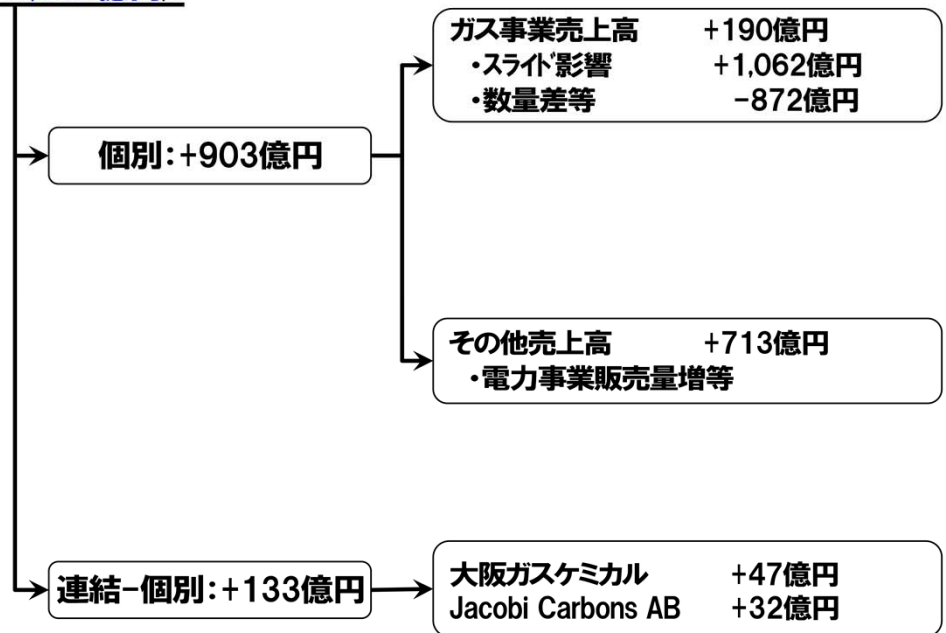 ガス事業売上高 +190億円
・スライド影響 +1,062億円
・数量差等 -872億円
個別:+903億円
その他売上高 +713億円
・電力事業販売量増等
連結-個別:+133億円
大阪ガスケミカル +47億円
Jacobi Carbons AB +32億円